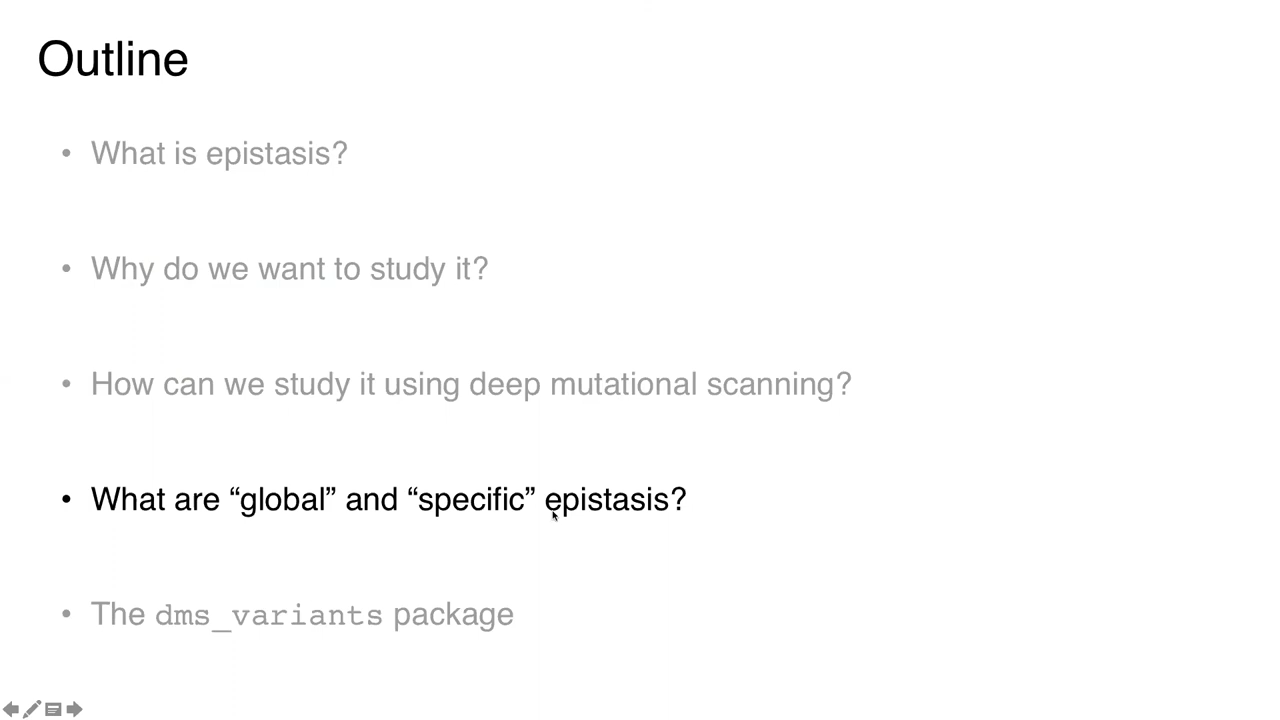 Outline
• What is epistasis?
• Why do we want to study it?
• How can we study it using deep mutational scanning?
• What are “global” and “specific” epistasis?
• The dms_variants package